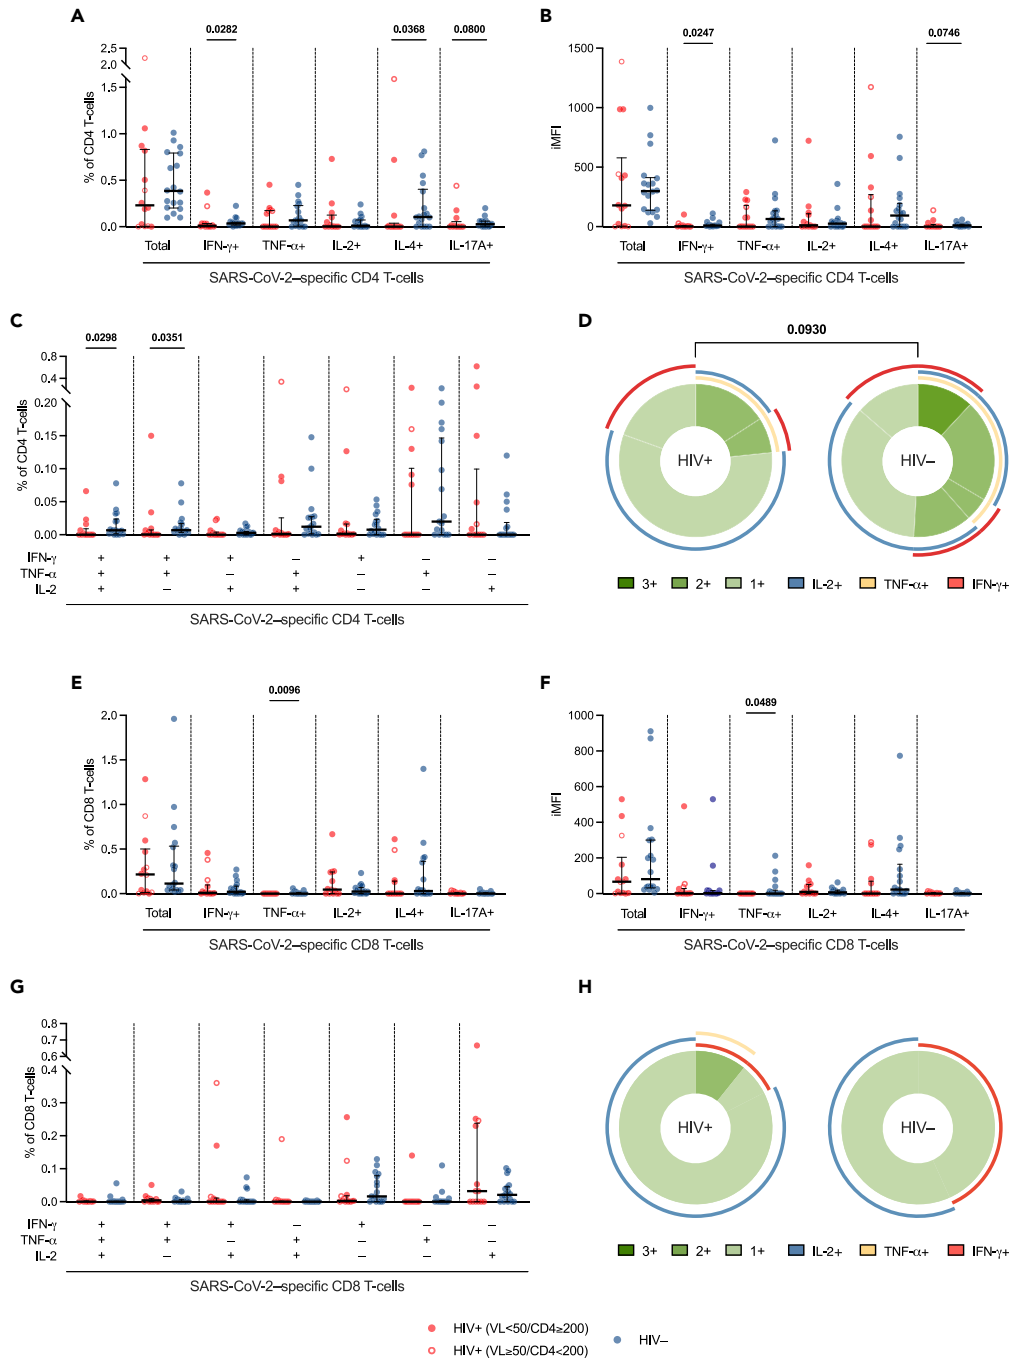 A
B
0.0282
0.0368
0.0800
0.0247
0.0746
2.5
2.0
1.5
1.0
0.5
0.0
% of CD4 T-cells
1500
1000
500
0
iMFI
Total IFN-γ+ TNF-α+ IL-2+ IL-4+ IL-17A+
SARS-CoV-2–specific CD4 T-cells
Total IFN-γ+ TNF-α+ IL-2+ IL-4+ IL-17A+
SARS-CoV-2–specific CD4 T-cells
C
D
0.0298
0.0351
0.0930
0.8
0.4
0.20
0.15
0.10
0.05
0.00
% of CD4 T-cells
IFN-γ + + + – + – –
TNF-α + + – + – + –
IL-2 + – + + – – +
SARS-CoV-2–specific CD4 T-cells
HIV+
HIV–
3+ 2+ 1+ IL-2+ TNF-α+ IFN-γ+
E
F
0.0096
0.0489
2.0
1.5
1.0
0.5
0.0
% of CD8 T-cells
1000
800
600
400
200
0
iMFI
Total IFN-γ+ TNF-α+ IL-2+ IL-4+ IL-17A+
SARS-CoV-2–specific CD8 T-cells
Total IFN-γ+ TNF-α+ IL-2+ IL-4+ IL-17A+
SARS-CoV-2–specific CD8 T-cells
G
H
0.8
0.7
0.6
0.4
0.3
0.2
0.1
0.0
% of CD8 T-cells
IFN-γ + + + – + – –
TNF-α + + – + – + –
IL-2 + – + + – – +
SARS-CoV-2–specific CD8 T-cells
HIV+
HIV–
3+ 2+ 1+ IL-2+ TNF-α+ IFN-γ+
HIV+ (VL<50/CD4≥200)
HIV+ (VL≥50/CD4<200)
HIV–